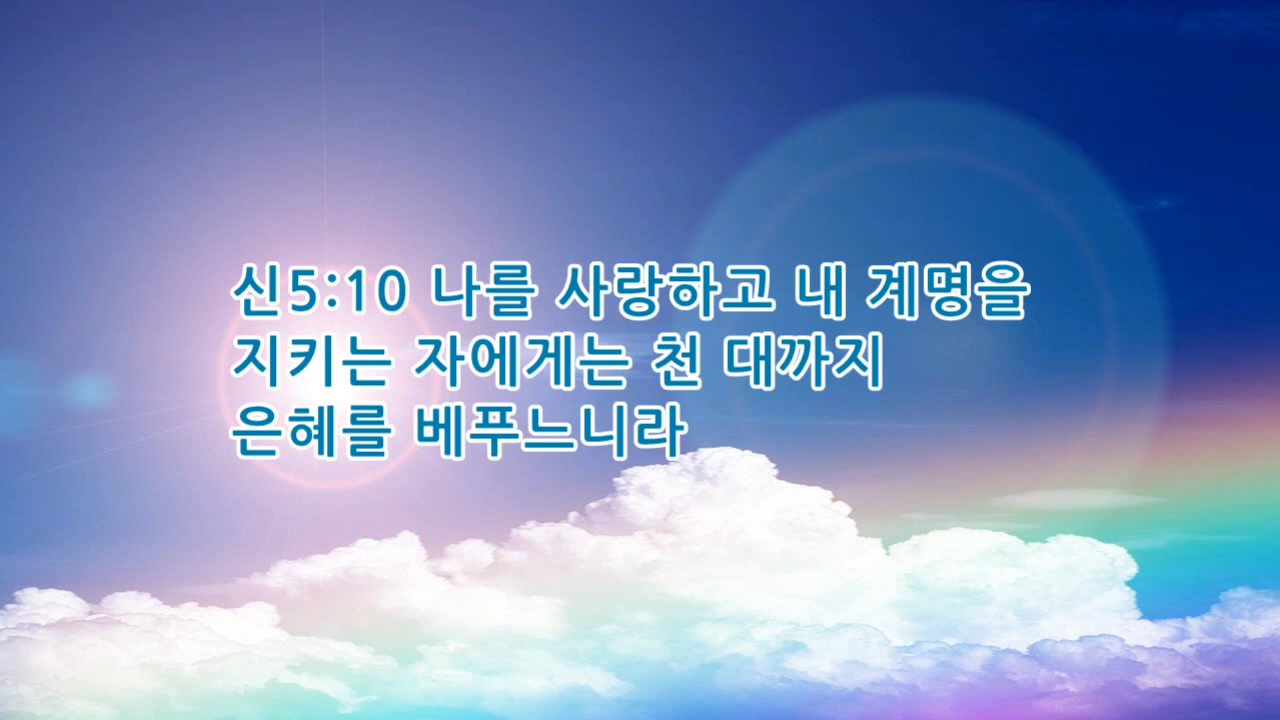 신5:10 나를 사랑하고 내 계명을
지키는 자에게는 천 대까지
은혜를 베푸느니라